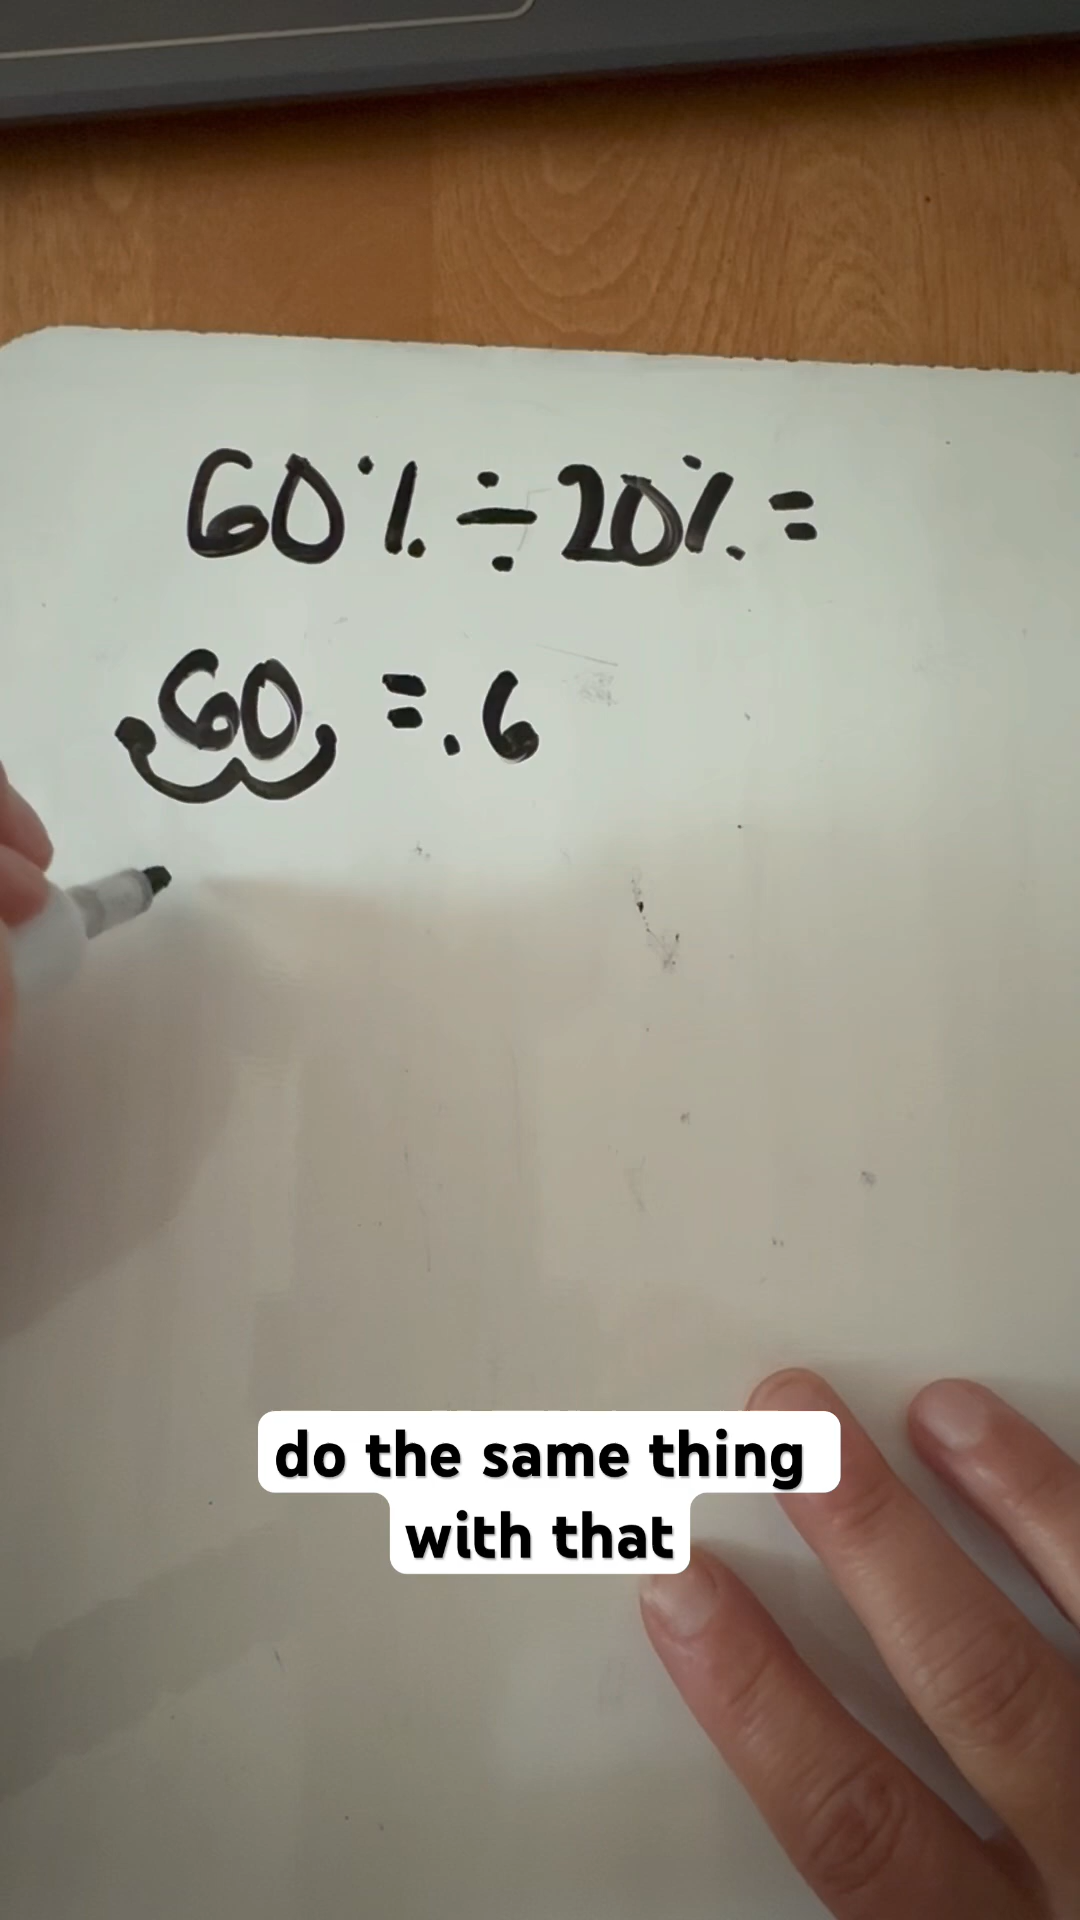 60% ÷ 20% =
.60. = .6
do the same thing
with that